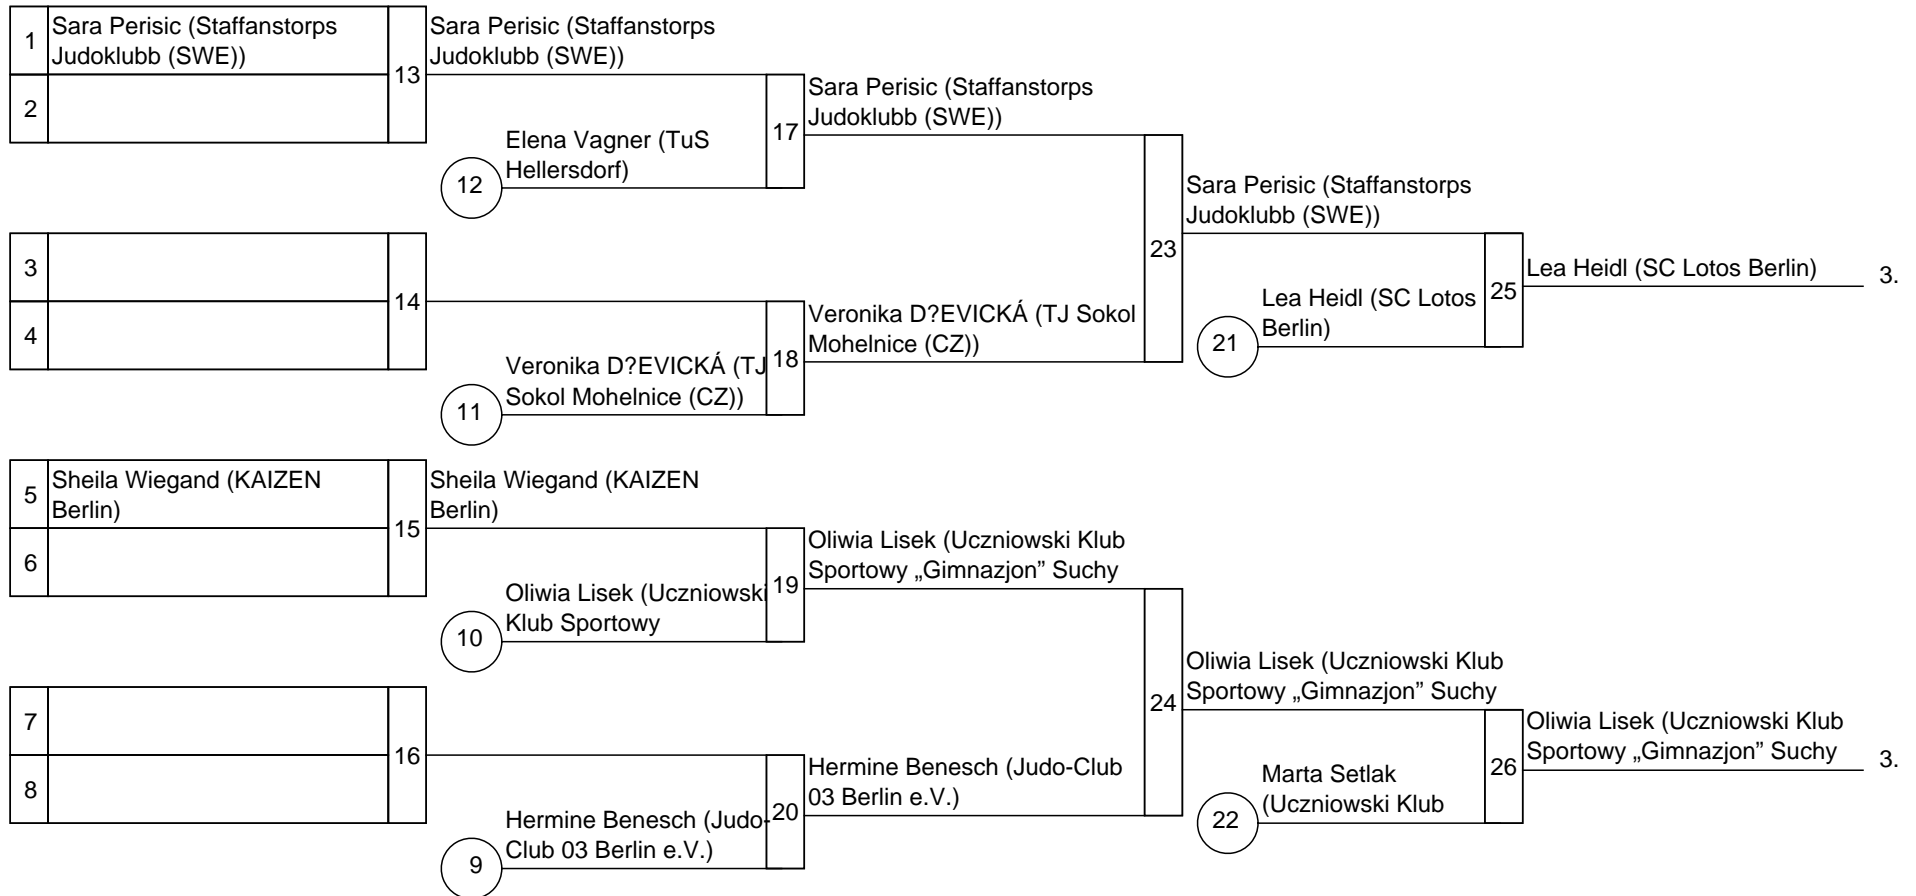 1
Sara Perisic (Staffanstorps
Judoklubb (SWE))
2
13
Sara Perisic (Staffanstorps
Judoklubb (SWE))
12
Elena Vagner (TuS
Hellersdorf)
17
Sara Perisic (Staffanstorps
Judoklubb (SWE))
3
4
14
11
Veronika D?EVICKÁ (TJ
Sokol Mohelnice (CZ))
18
Veronika D?EVICKÁ (TJ Sokol
Mohelnice (CZ))
23
Sara Perisic (Staffanstorps
Judoklubb (SWE))
21
Lea Heidl (SC Lotos
Berlin)
25
Lea Heidl (SC Lotos Berlin)
3.
5
Sheila Wiegand (KAIZEN
Berlin)
6
15
Sheila Wiegand (KAIZEN
Berlin)
10
Oliwia Lisek (Uczniowski
Klub Sportowy
19
Oliwia Lisek (Uczniowski Klub
Sportowy „Gimnazjon” Suchy
7
8
16
9
Hermine Benesch (Judo-
Club 03 Berlin e.V.)
20
Hermine Benesch (Judo-Club
03 Berlin e.V.)
24
Oliwia Lisek (Uczniowski Klub
Sportowy „Gimnazjon” Suchy
22
Marta Setlak
(Uczniowski Klub
26
Oliwia Lisek (Uczniowski Klub
Sportowy „Gimnazjon” Suchy
3.